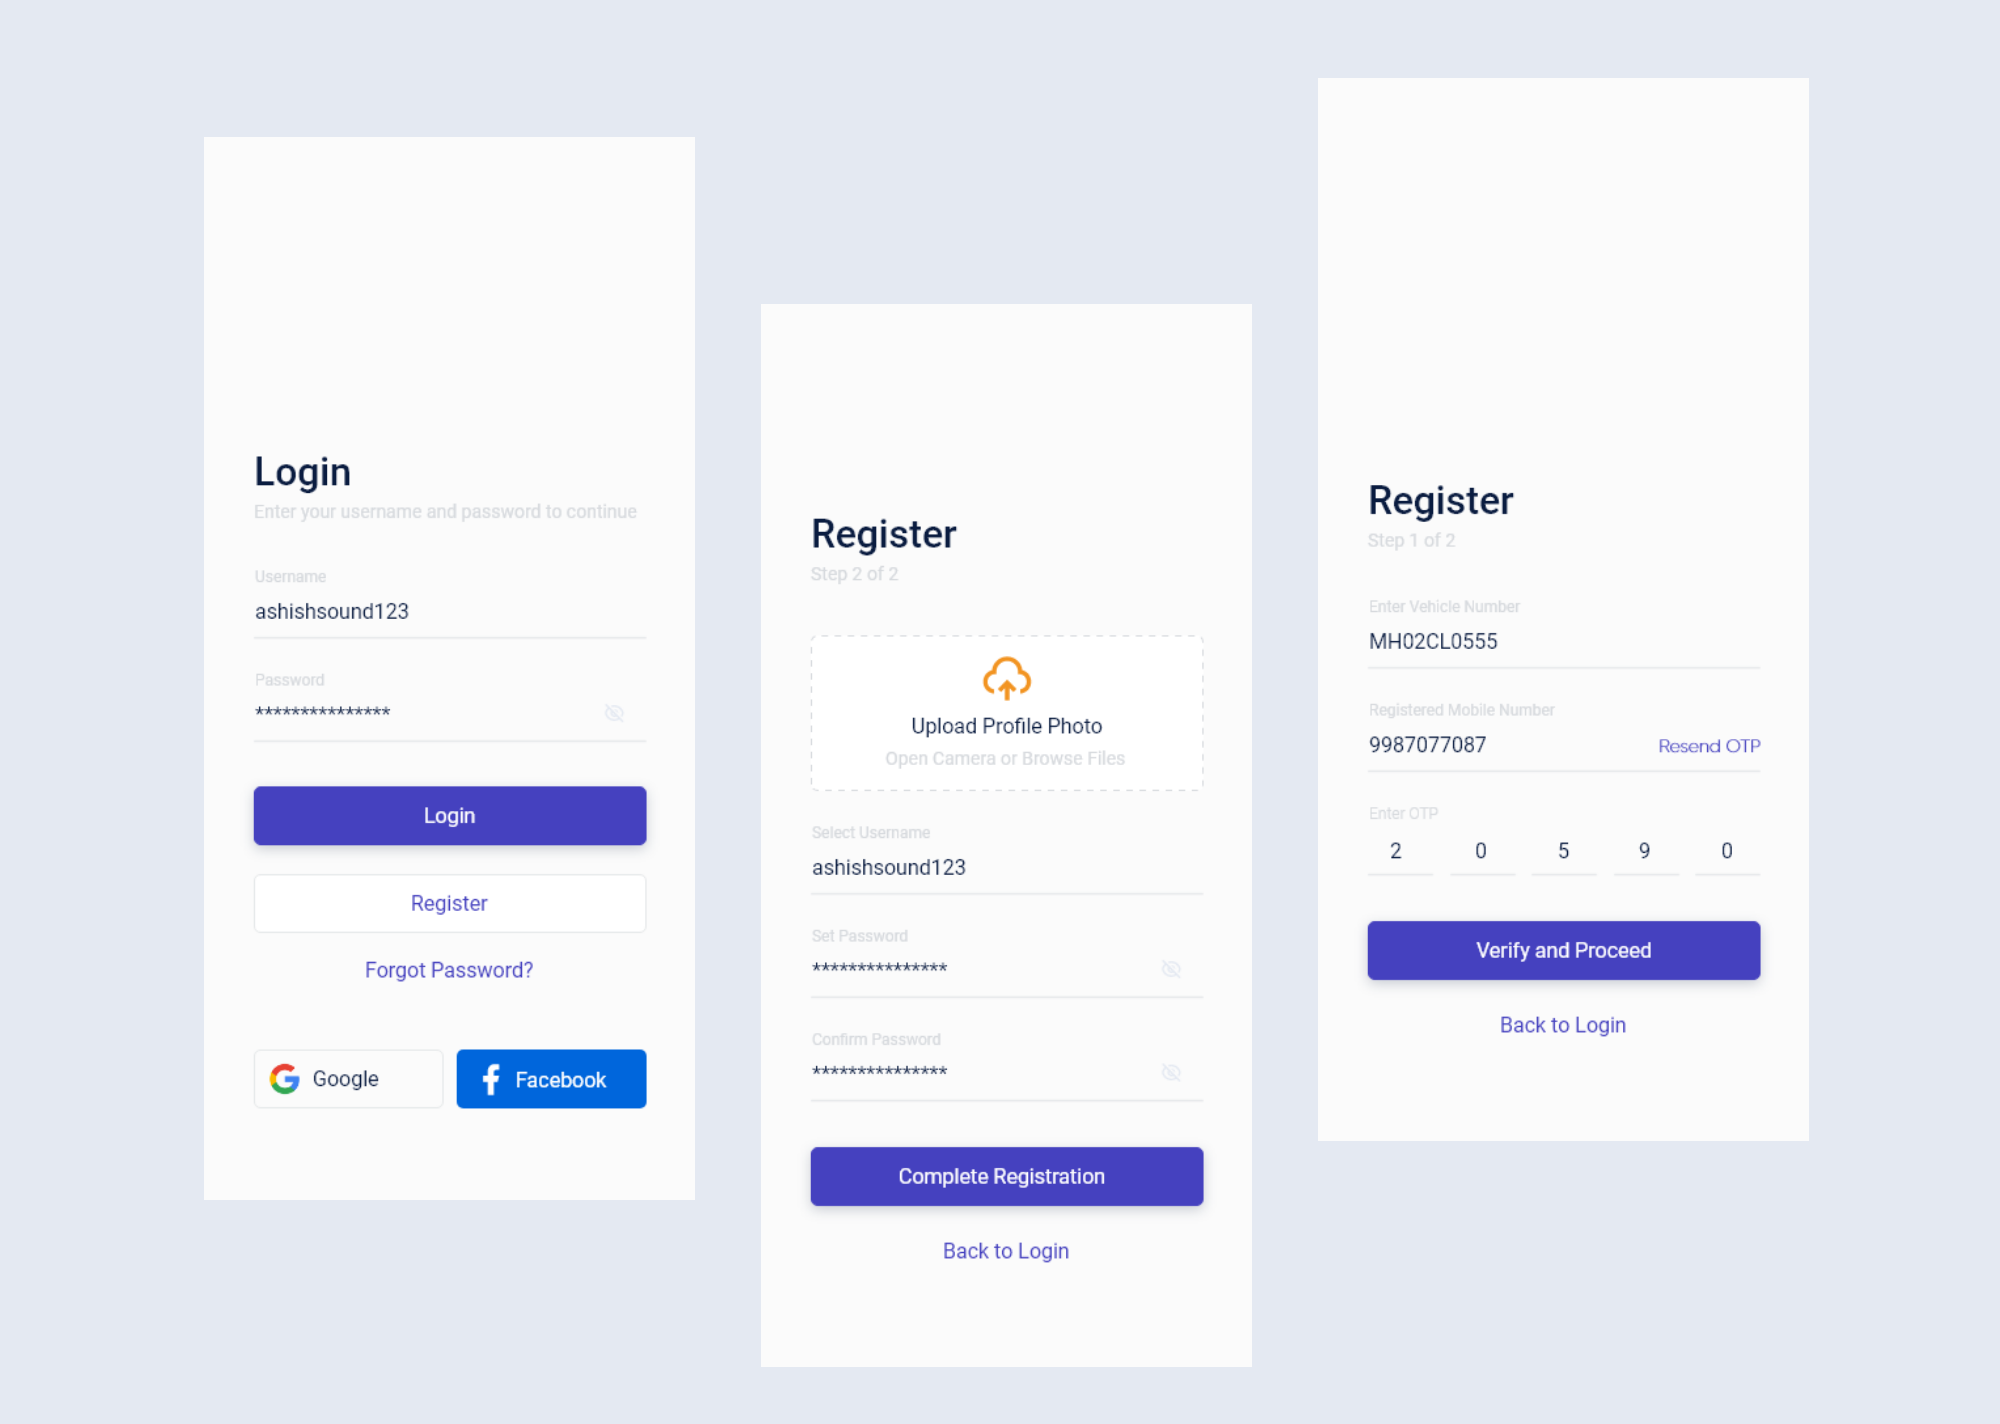 Login
Enter your username and password to continue
Username
ashishsound123
Password
***************
Login
Register
Forgot Password?
Google
Facebook
Register
Step 2 of 2
Upload Profile Photo
Open Camera or Browse Files
Select Username
ashishsound123
Set Password
***************
Confirm Password
***************
Complete Registration
Back to Login
Register
Step 1 of 2
Enter Vehicle Number
MH02CL0555
Registered Mobile Number
9987077087 Resend OTP
Enter OTP
2 0 5 9 0
Verify and Proceed
Back to Login